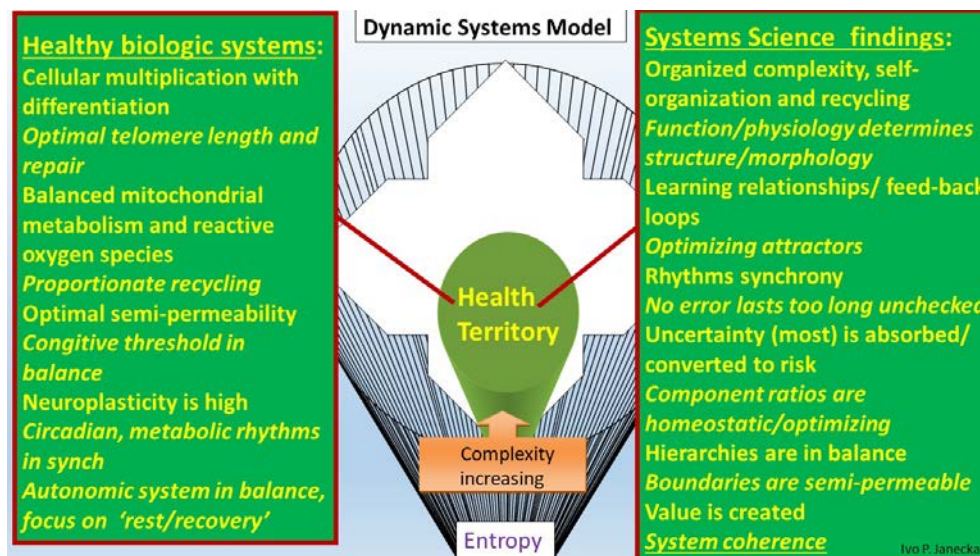 Healthy biologic systems:
Cellular multiplication with
differentiation
Optimal telomere length and
repair
Balanced mitochondrial
metabolism and reactive
oxygen species
Proportionate recycling
Optimal semi-permeability
Congitive threshold in
balance
Neuroplasticity is high
Circadian, metabolic rhythms
in synch
Autonomic system in balance,
focus on 'rest/recovery'
Dynamic Systems Model
Health
Territory
Complexity
increasing
Entropy
Systems Science findings:
Organized complexity, self-
organization and recycling
Function/physiology determines
structure/morphology
Learning relationships/ feed-back
loops
Optimizing attractors
Rhythms synchrony
No error lasts too long unchecked
Uncertainty (most) is absorbed/
converted to risk
Component ratios are
homeostatic/optimizing
Hierarchies are in balance
Boundaries are semi-permeable
Value is created
System coherence
Ivo P. Janecka